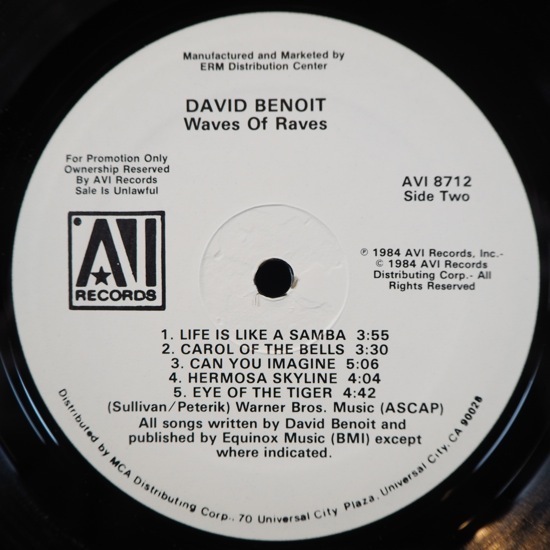 Manufactured and Marketed by
ERM Distribution Center
DAVID BENOIT
Waves Of Raves
For Promotion Only
Ownership Reserved
By AVI Records
Sale Is Unlawful
AVI 8712
Side Two
AVI
RECORDS
℗ 1984 AVI Records, Inc.-
© 1984 AVI Records
Distributing Corp.- All
Rights Reserved
1. LIFE IS LIKE A SAMBA 3:55
2. CAROL OF THE BELLS 3:30
3. CAN YOU IMAGINE 5:06
4. HERMOSA SKYLINE 4:04
5. EYE OF THE TIGER 4:42
(Sullivan/Peterik) Warner Bros. Music (ASCAP)
All songs written by David Benoit and
published by Equinox Music (BMI) except
where indicated.
Distributed by MCA Distributing Corp., 70 Universal City Plaza, Universal City, CA 90028